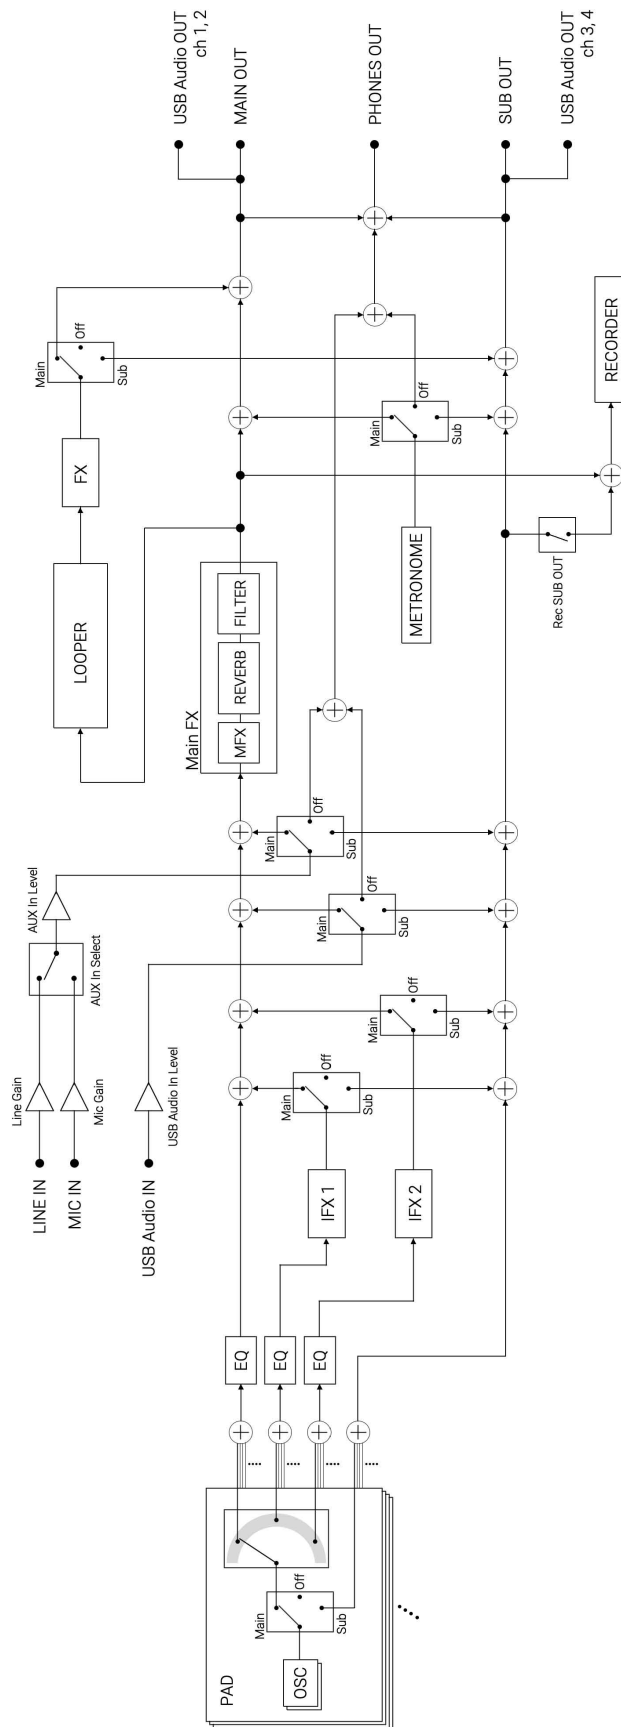 PAD
OSC
Main
Off
Sub
....
....
....
....
.....
EQ
EQ
EQ
IFX 1
IFX 2
LINE IN
MIC IN
USB Audio IN
Line Gain
Mic Gain
USB Audio In Level
AUX In Select
AUX In Level
Main
Off
Sub
Main
Off
Sub
Main
Off
Sub
Main
Off
Sub
Main FX
MFX
REVERB
FILTER
LOOPER
FX
Main
Off
Sub
METRONOME
Main
Off
Sub
Rec SUB OUT
RECORDER
USB Audio OUT
ch 1, 2
MAIN OUT
PHONES OUT
SUB OUT
USB Audio OUT
ch 3, 4